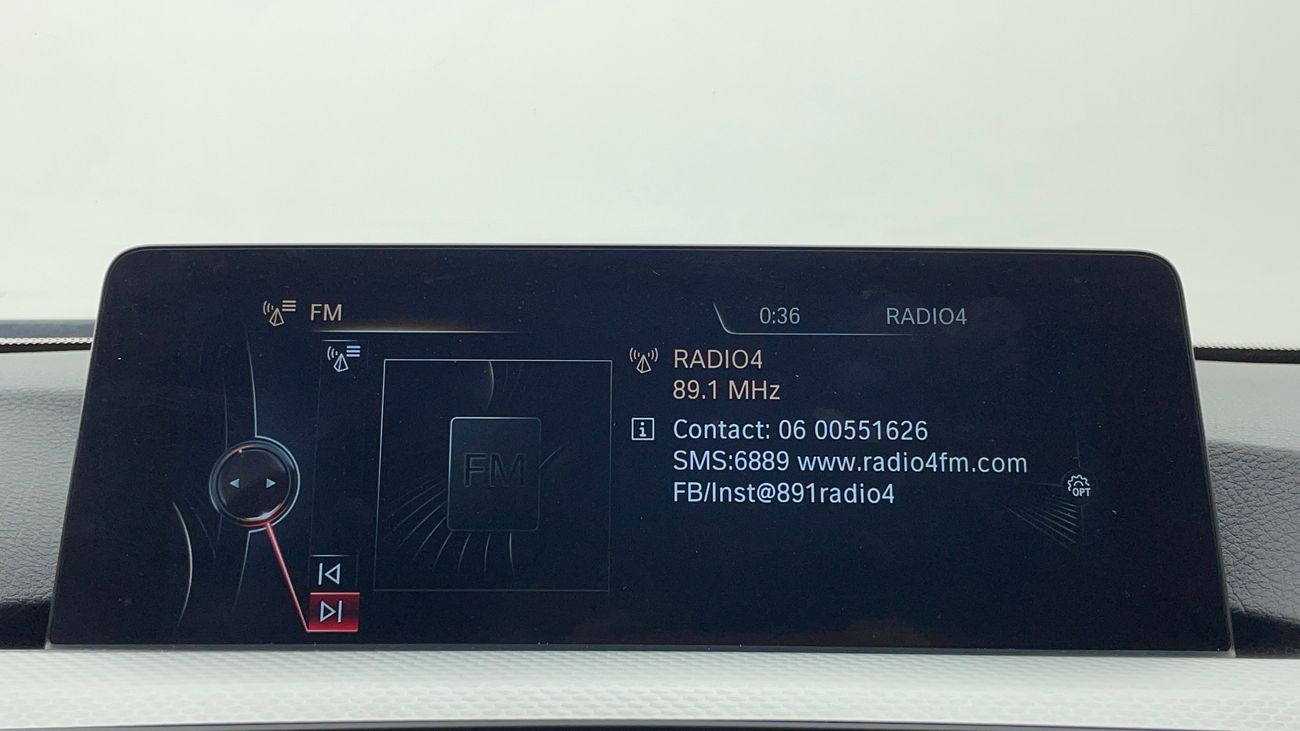 FM
0:36 RADIO4
RADIO4
89.1 MHz
FM
Contact: 06 00551626
SMS:6889 www.radio4fm.com
FB/Inst@891radio4
OPT